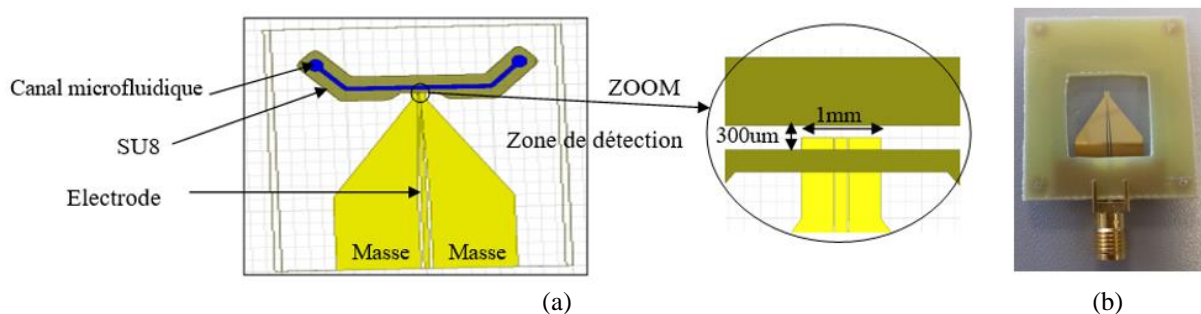 Canal microfluidique
SU8
Electrode
Masse
Masse
ZOOM
Zone de détection
300um
1mm
(a)
(b)